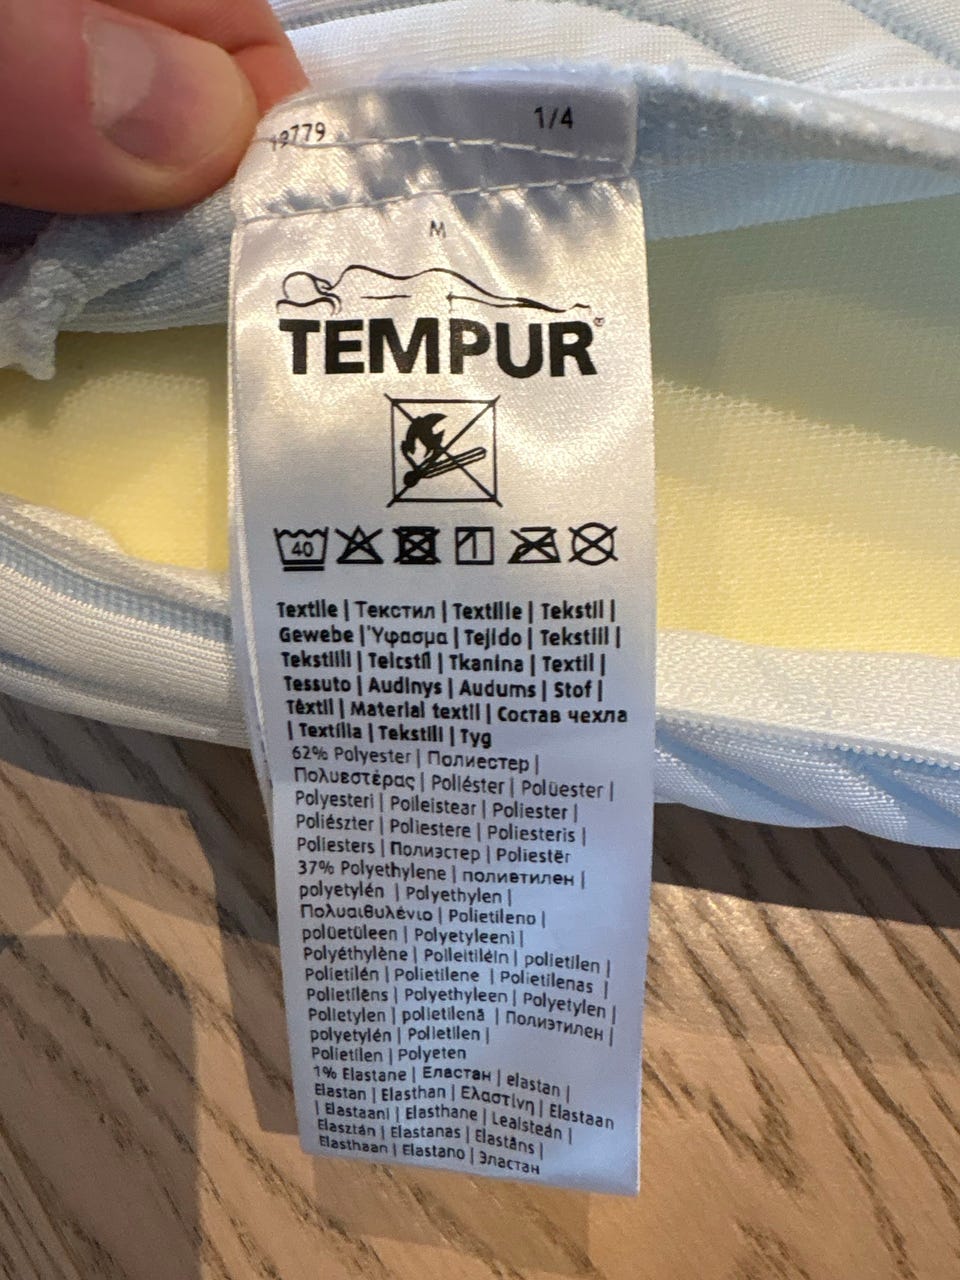 19779 1/4
M
TEMPUR®
40
Textile | Текстил | Textilie | Tekstil |
Gewebe | Ύφασμα | Tejido | Tekstiil |
Tekstiili | Teicstíl | Tkanina | Textil |
Tessuto | Audinys | Audums | Stof |
Têxtil | Material textil | Состав чехла
| Textília | Tekstili | Tyg
62% Polyester | Полиестер |
Πολυεστέρας | Poliéster | Polüester |
Polyesteri | Poileistear | Poliester |
Poliészter | Poliestere | Poliesteris |
Poliesters | Полиэстер | Poliestër
37% Polyethylene | полиетилен |
polyetylén | Polyethylen |
Πολυαιθυλένιο | Polietileno |
polüetüleen | Polyetyleeni |
Polyéthylène | Poileitiléin | polietilen |
Polietilén | Polietilene | Polietilenas |
Polietilēns | Polyethyleen | Polyetylen |
Polietylen | polietilenă | Полиэтилен |
polyetylén | Polietilen |
Polietilen | Polyeten
1% Elastane | Еластан | elastan |
Elastan | Elasthan | Ελαστίνη | Elastaan
| Elastaani | Elasthane | Leaisteán |
Elasztán | Elastanas | Elastāns |
Elasthaan | Elastano | Эластан